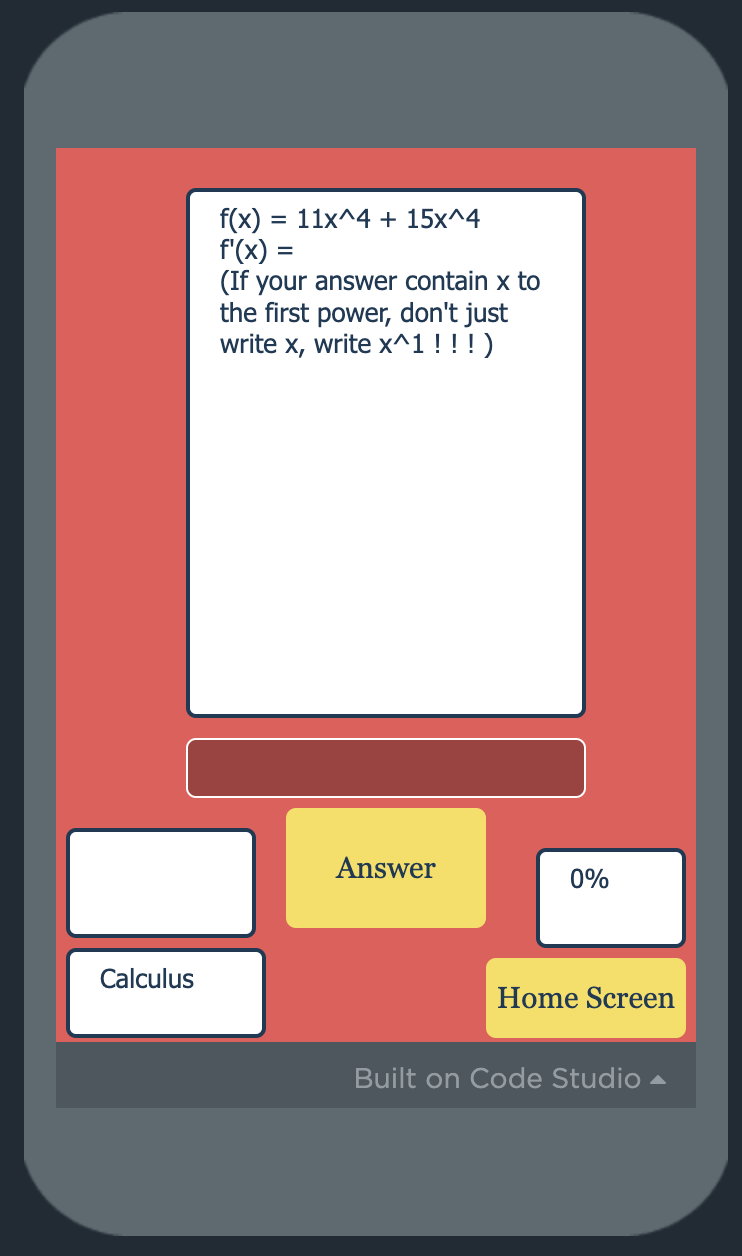 f(x) = 11x^4 + 15x^4
f'(x) =
(If your answer contain x to
the first power, don't just
write x, write x^1 ! ! ! )
Answer
0%
Calculus
Home Screen
Built on Code Studio